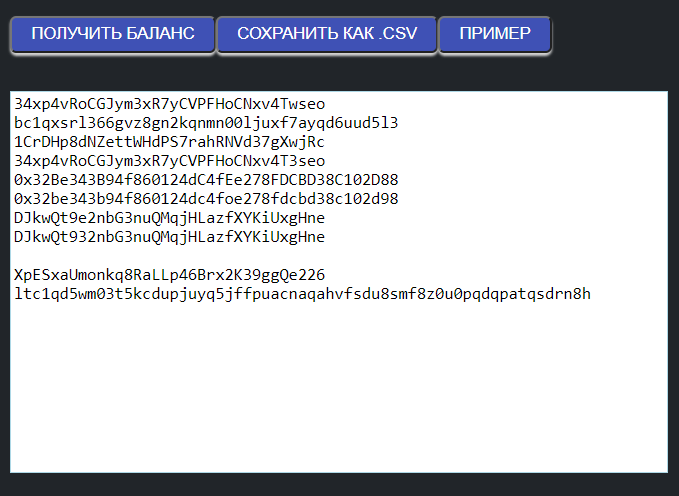 ПОЛУЧИТЬ БАЛАНС СОХРАНИТЬ КАК .CSV ПРИМЕР
34xp4vRoCGJym3xR7yCVPFHoCNxv4Twseo
bc1qxsrl366gvz8gn2kqnmn00ljuxf7ayqd6uud5l3
1CrDHp8dNZettWHdPS7rahRNVd37gXwjRc
34xp4vRoCGJym3xR7yCVPFHoCNxv4T3seo
0x32Be343B94f860124dC4fEe278FDCBD38C102D88
0x32be343b94f860124dc4foe278fdcbd38c102d98
DJkwQt9e2nbG3nuQMqjHLazfXYKiUxgHne
DJkwQt932nbG3nuQMqjHLazfXYKiUxgHne
XpESxaUmonkq8RaLLp46Brx2K39ggQe226
ltc1qd5wm03t5kcdupjuyq5jffpuacnaqahvfsdu8smf8z0u0pqdqpatqsdrn8h